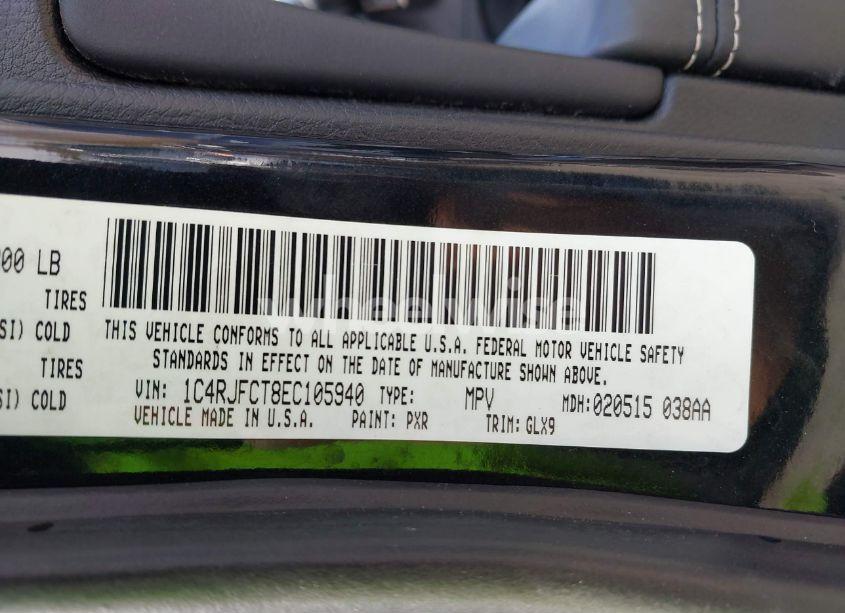 00 LB
TIRES
SI) COLD
TIRES
SI) COLD
wheelwise
THIS VEHICLE CONFORMS TO ALL APPLICABLE U.S.A. FEDERAL MOTOR VEHICLE SAFETY
STANDARDS IN EFFECT ON THE DATE OF MANUFACTURE SHOWN ABOVE.
VIN: 1C4RJFCT8EC105940 TYPE: MPV MDH:020515 038AA
VEHICLE MADE IN U.S.A. PAINT: PXR TRIM: GLX9